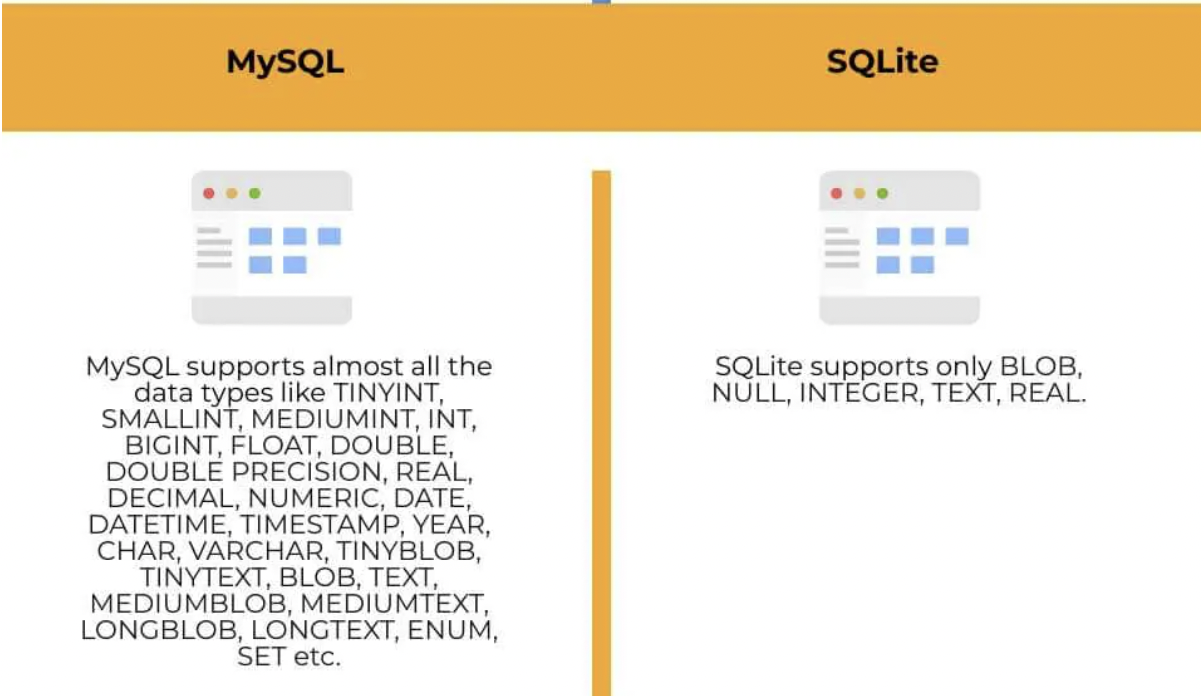 MySQL
SQLite
MySQL supports almost all the
data types like TINYINT,
SMALLINT, MEDIUMINT, INT,
BIGINT, FLOAT, DOUBLE,
DOUBLE PRECISION, REAL,
DECIMAL, NUMERIC, DATE,
DATETIME, TIMESTAMP, YEAR,
CHAR, VARCHAR, TINYBLOB,
TINYTEXT, BLOB, TEXT,
MEDIUMBLOB, MEDIUMTEXT,
LONGBLOB, LONGTEXT, ENUM,
SET etc.
SQLite supports only BLOB,
NULL, INTEGER, TEXT, REAL.